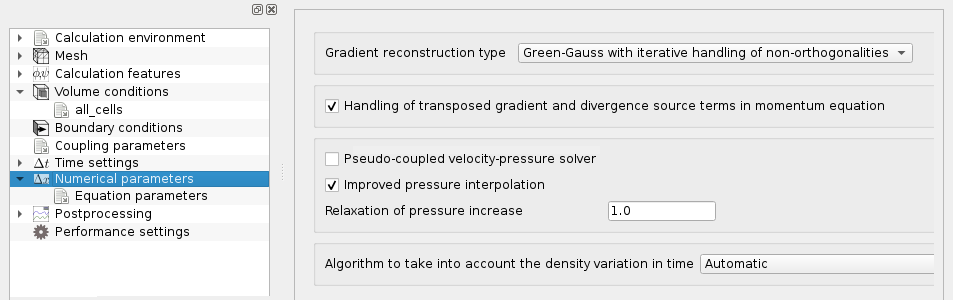 Calculation environment
Mesh
Calculation features
Volume conditions
all_cells
Boundary conditions
Coupling parameters
Δt Time settings
Numerical parameters
Equation parameters
Postprocessing
Performance settings
Gradient reconstruction type Green-Gauss with iterative handling of non-orthogonalities
Handling of transposed gradient and divergence source terms in momentum equation
Pseudo-coupled velocity-pressure solver
Improved pressure interpolation
Relaxation of pressure increase 1.0
Algorithm to take into account the density variation in time Automatic